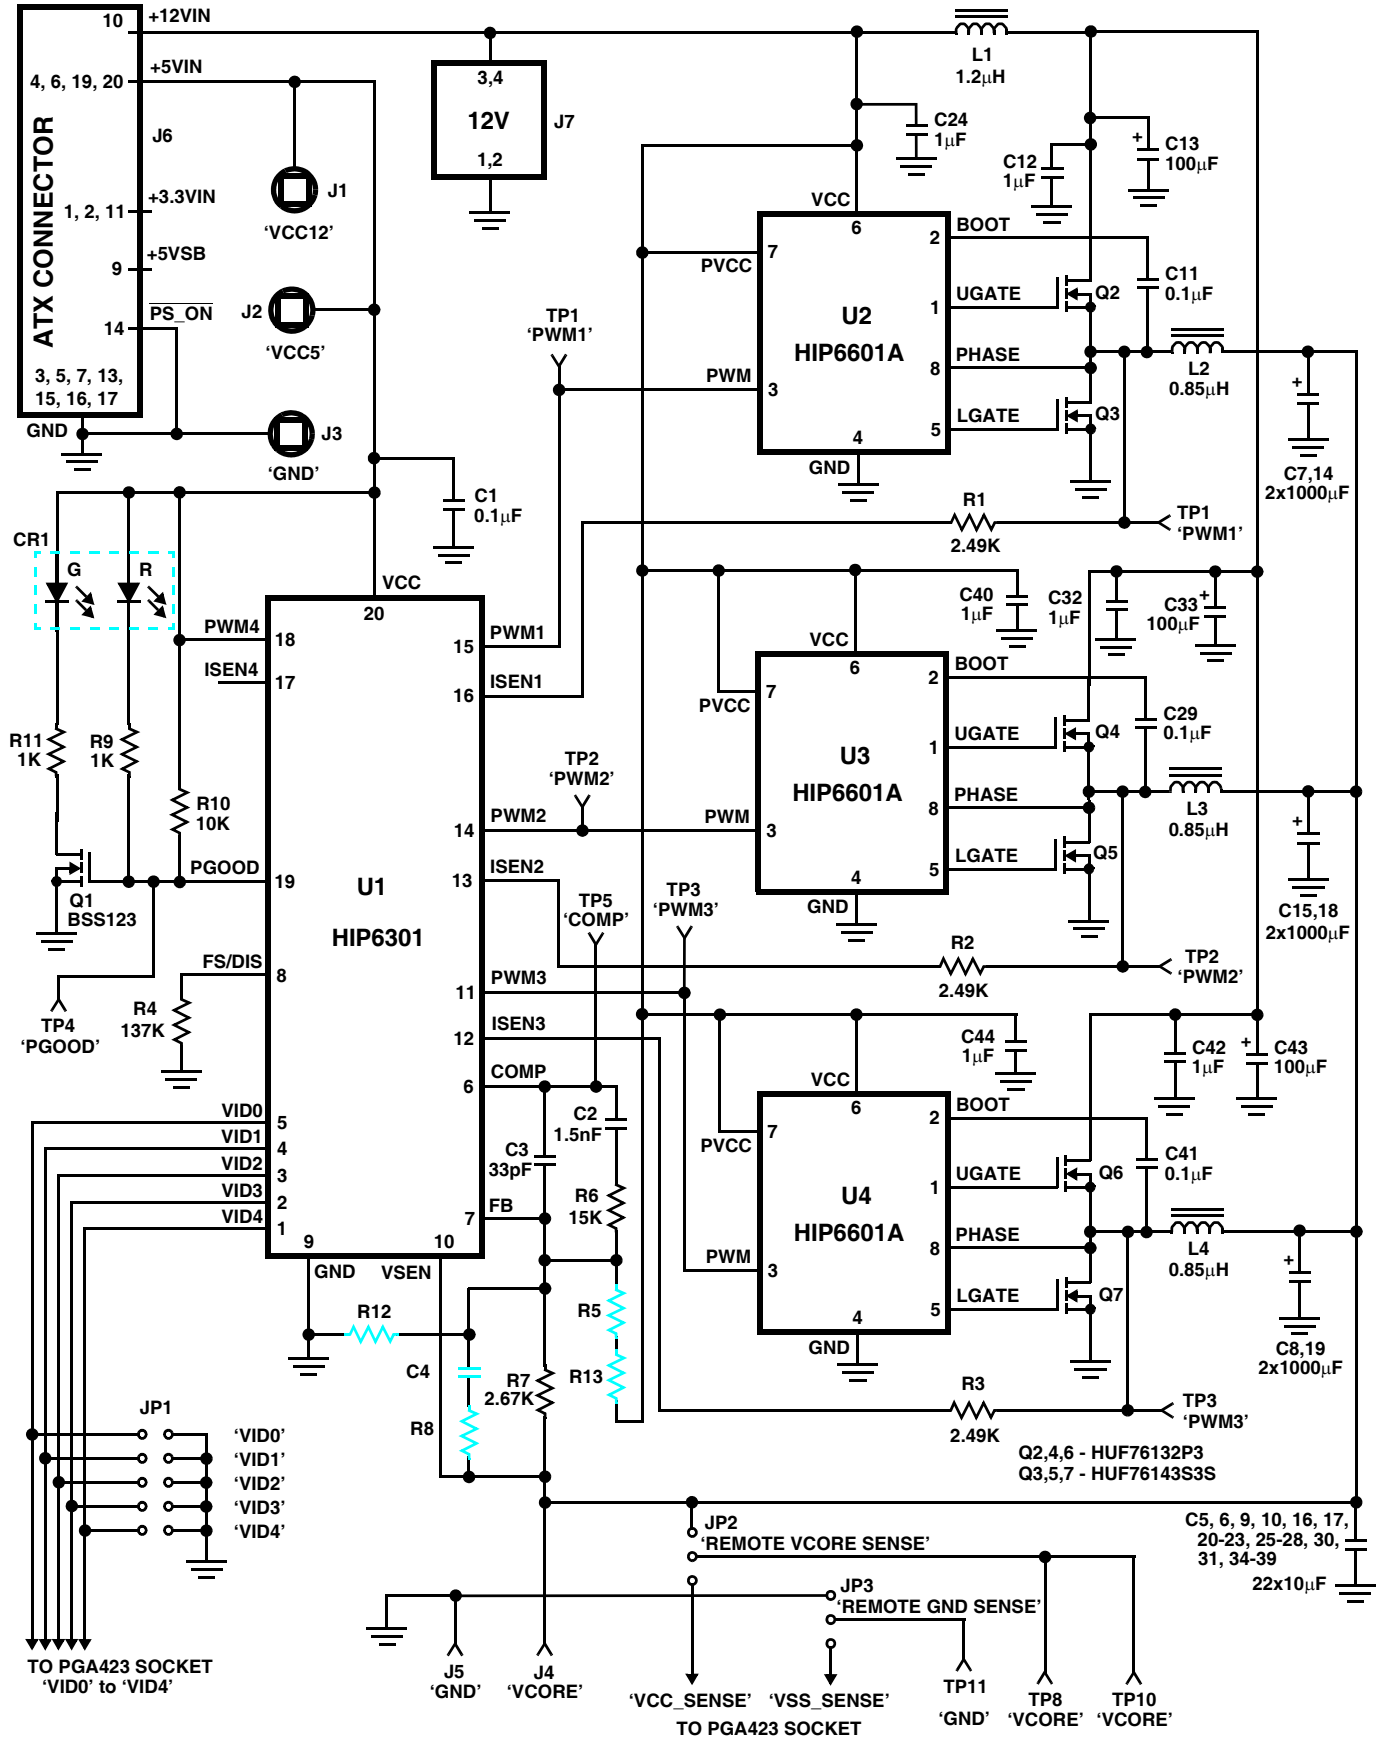 10
+12VIN
+5VIN
4, 6, 19, 20
ATX CONNECTOR
J6
+3.3VIN
1, 2, 11
+5VSB
9
PS_ON
14
3, 5, 7, 13,
15, 16, 17
GND
J1
‘VCC12’
J2
‘VCC5’
J3
‘GND’
3,4
12V
1,2
J7
L1
1.2μH
C24
1μF
C12
1μF
C13
100μF
VCC
6
7
PVCC
2
BOOT
C11
0.1μF
1
UGATE
Q2
U2
HIP6601A
8
PHASE
L2
0.85μH
TP1
‘PWM1’
PWM
3
5
LGATE
Q3
4
GND
C7,14
2x1000μF
C1
0.1μF
R1
2.49K
TP1
‘PWM1’
CR1
G
R
VCC
20
PWM4
18
ISEN4
17
15
PWM1
16
ISEN1
C40
1μF
C32
1μF
C33
100μF
VCC
6
7
PVCC
2
BOOT
C29
0.1μF
1
UGATE
Q4
U3
HIP6601A
8
PHASE
L3
0.85μH
R11
1K
R9
1K
R10
10K
TP2
‘PWM2’
14
PWM2
PWM
3
5
LGATE
Q5
4
GND
C15,18
2x1000μF
PGOOD
19
U1
HIP6301
Q1
BSS123
13
ISEN2
TP5
‘COMP’
TP3
‘PWM3’
R2
2.49K
TP2
‘PWM2’
FS/DIS
8
R4
137K
TP4
‘PGOOD’
11
PWM3
12
ISEN3
6
COMP
C44
1μF
C42
1μF
C43
100μF
VCC
6
7
PVCC
2
BOOT
C41
0.1μF
1
UGATE
Q6
U4
HIP6601A
8
PHASE
L4
0.85μH
PWM
3
5
LGATE
Q7
4
GND
C8,19
2x1000μF
VID0
5
VID1
4
VID2
3
VID3
2
VID4
1
C2
1.5nF
C3
33pF
R6
15K
7
FB
9
GND
10
VSEN
R12
R5
C4
R7
2.67K
R13
R8
R3
2.49K
TP3
‘PWM3’
Q2,4,6 - HUF76132P3
Q3,5,7 - HUF76143S3S
JP1
‘VID0’
‘VID1’
‘VID2’
‘VID3’
‘VID4’
JP2
‘REMOTE VCORE SENSE’
JP3
‘REMOTE GND SENSE’
C5, 6, 9, 10, 16, 17,
20-23, 25-28, 30,
31, 34-39
22x10μF
TO PGA423 SOCKET
‘VID0’ to ‘VID4’
J5
‘GND’
J4
‘VCORE’
‘VCC_SENSE’
‘VSS_SENSE’
TO PGA423 SOCKET
TP11
‘GND’
TP8
‘VCORE’
TP10
‘VCORE’